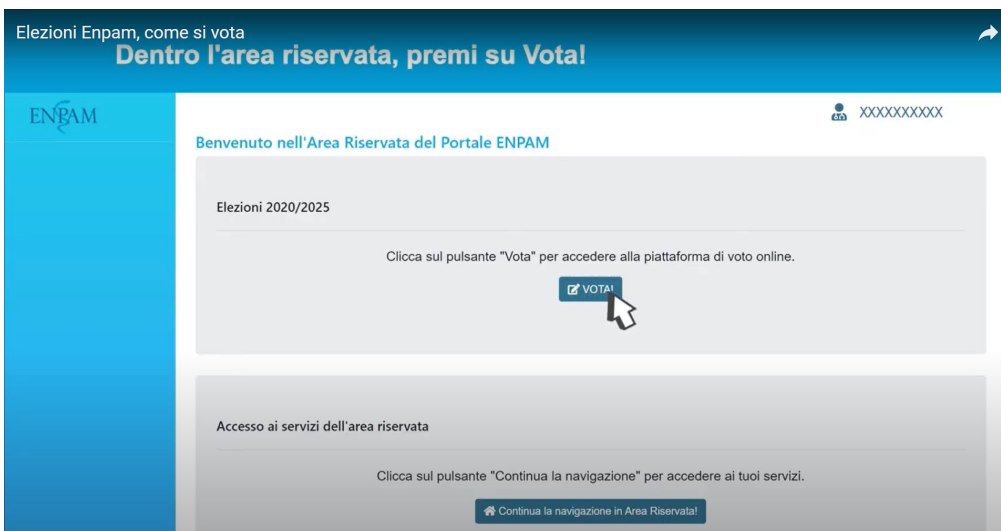 Elezioni Enpam, come si vota
Dentro l'area riservata, premi su Vota!
ENPAM
XXXXXXXXXX
Benvenuto nell'Area Riservata del Portale ENPAM
Elezioni 2020/2025
Clicca sul pulsante "Vota" per accedere alla piattaforma di voto online.
VOTA!
Accesso ai servizi dell'area riservata
Clicca sul pulsante "Continua la navigazione" per accedere ai tuoi servizi.
Continua la navigazione in Area Riservata!